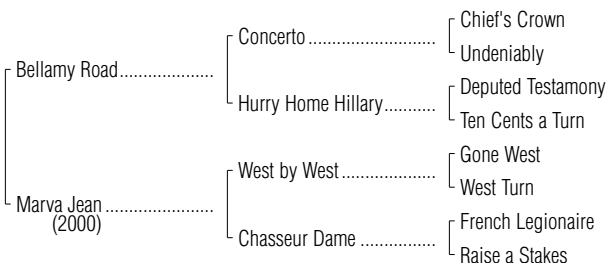 Chief's Crown
Concerto
Undeniably
Bellamy Road
Deputed Testamony
Hurry Home Hillary
Ten Cents a Turn
Gone West
West by West
West Turn
Marva Jean
(2000)
French Legionaire
Chasseur Dame
Raise a Stakes